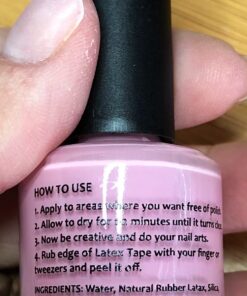 HOW TO USE
1. Apply to areas where you want free of polish
2. Allow to dry for 1-2 minutes until it turns clear
3. Now be creative and do your nail arts.
4. Rub edge of Latex Tape with your finger or
tweezers and peel it off.
INGREDIENTS: Water, Natural Rubber Latex, Silica,